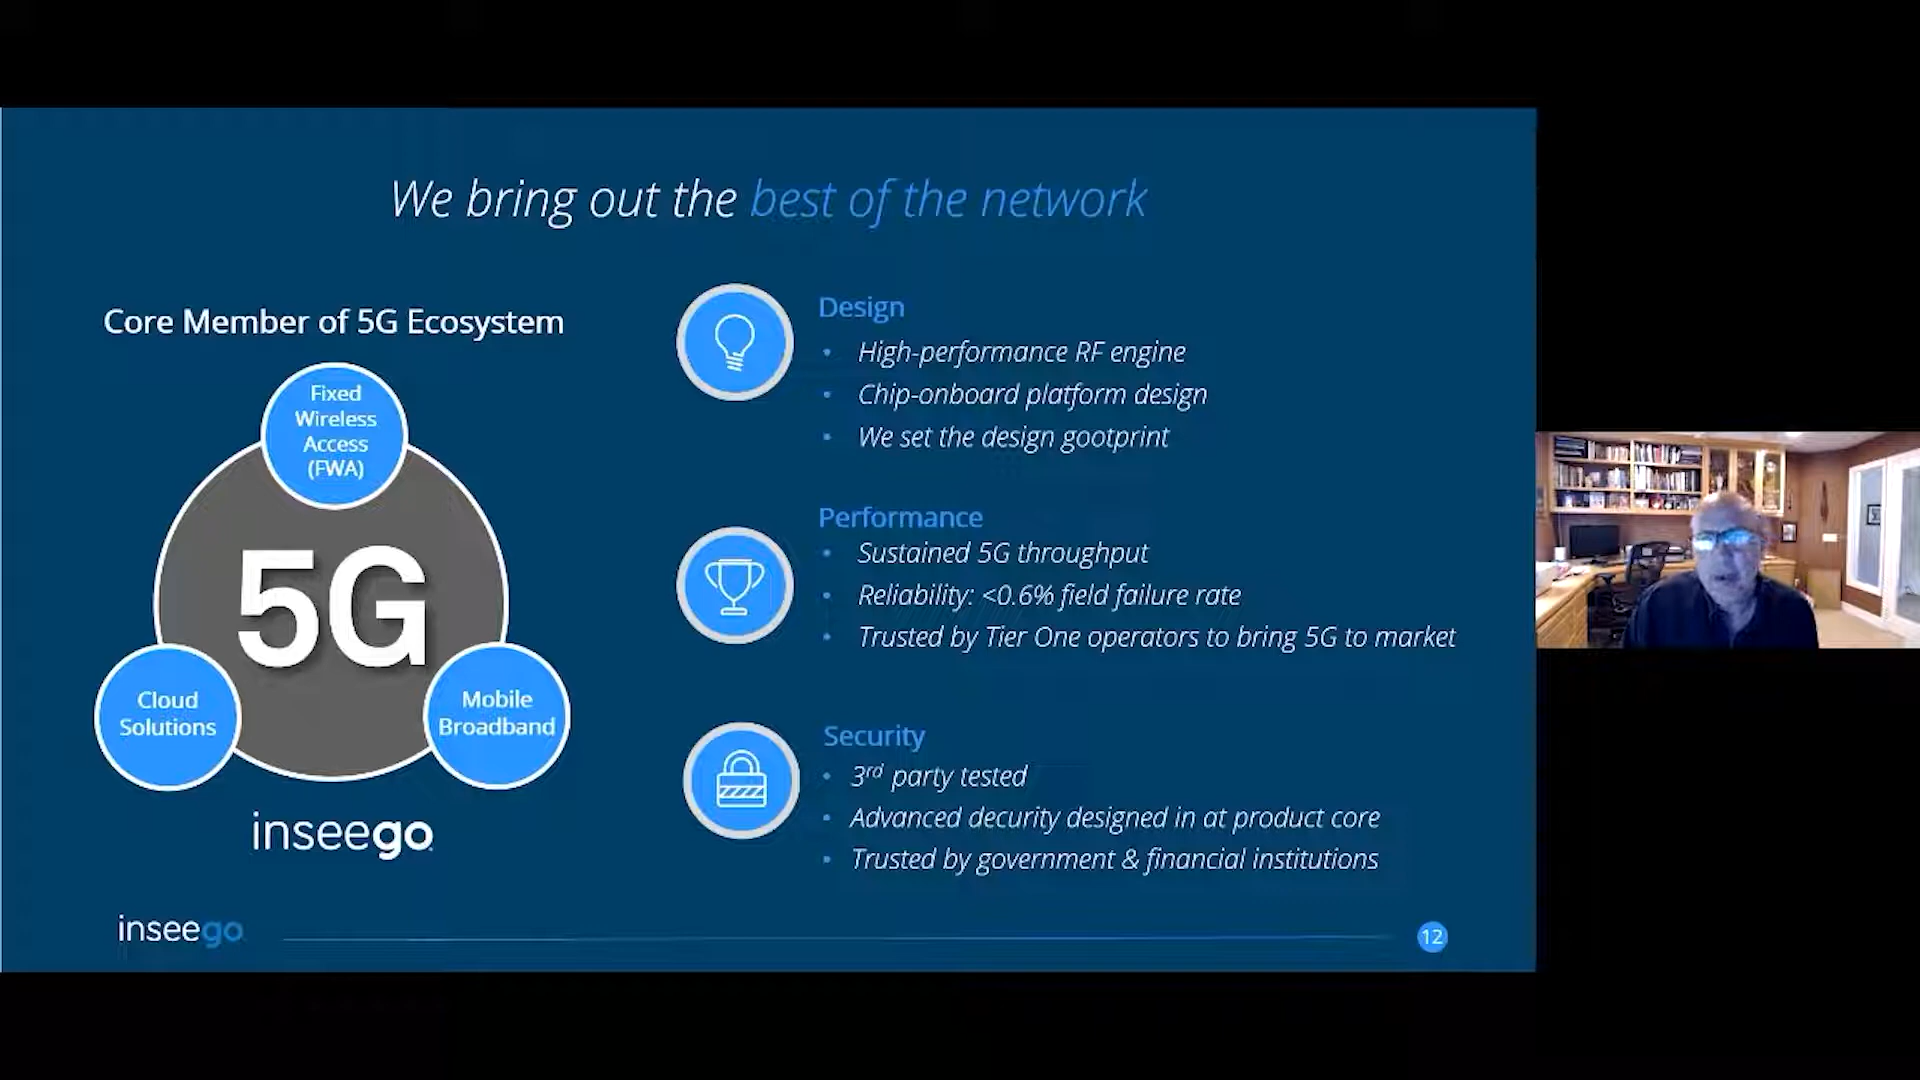 We bring out the best of the network
Core Member of 5G Ecosystem
Fixed
Wireless
Access
(FWA)
5G
Cloud
Solutions
Mobile
Broadband
inseego
Design
• High-performance RF engine
• Chip-onboard platform design
• We set the design gootprint
Performance
• Sustained 5G throughput
• Reliability: <0.6% field failure rate
• Trusted by Tier One operators to bring 5G to market
Security
• 3rd party tested
• Advanced decurity designed in at product core
• Trusted by government & financial institutions
inseego
12